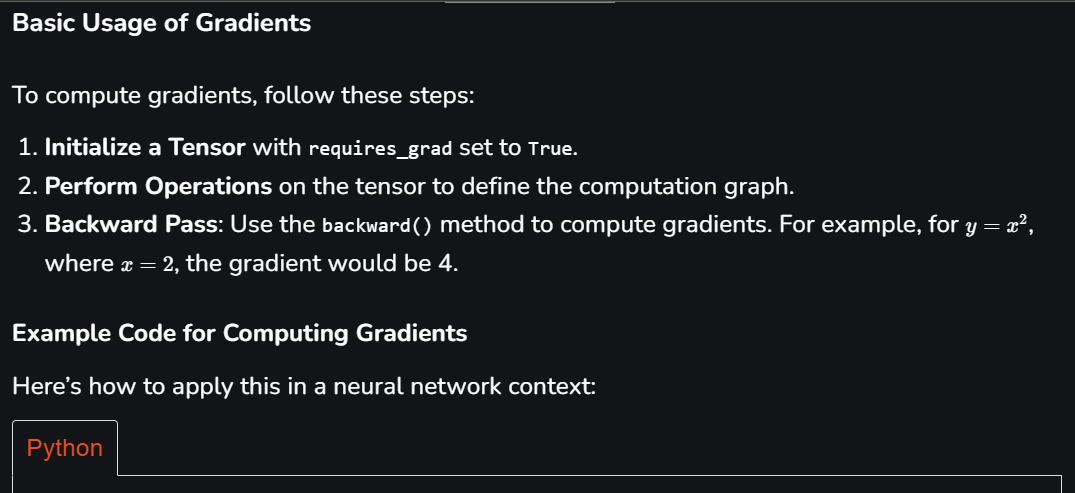 Basic Usage of Gradients
To compute gradients, follow these steps:
1. Initialize a Tensor with requires_grad set to True.
2. Perform Operations on the tensor to define the computation graph.
3. Backward Pass: Use the backward() method to compute gradients. For example, for y = x²,
where x = 2, the gradient would be 4.
Example Code for Computing Gradients
Here’s how to apply this in a neural network context:
Python